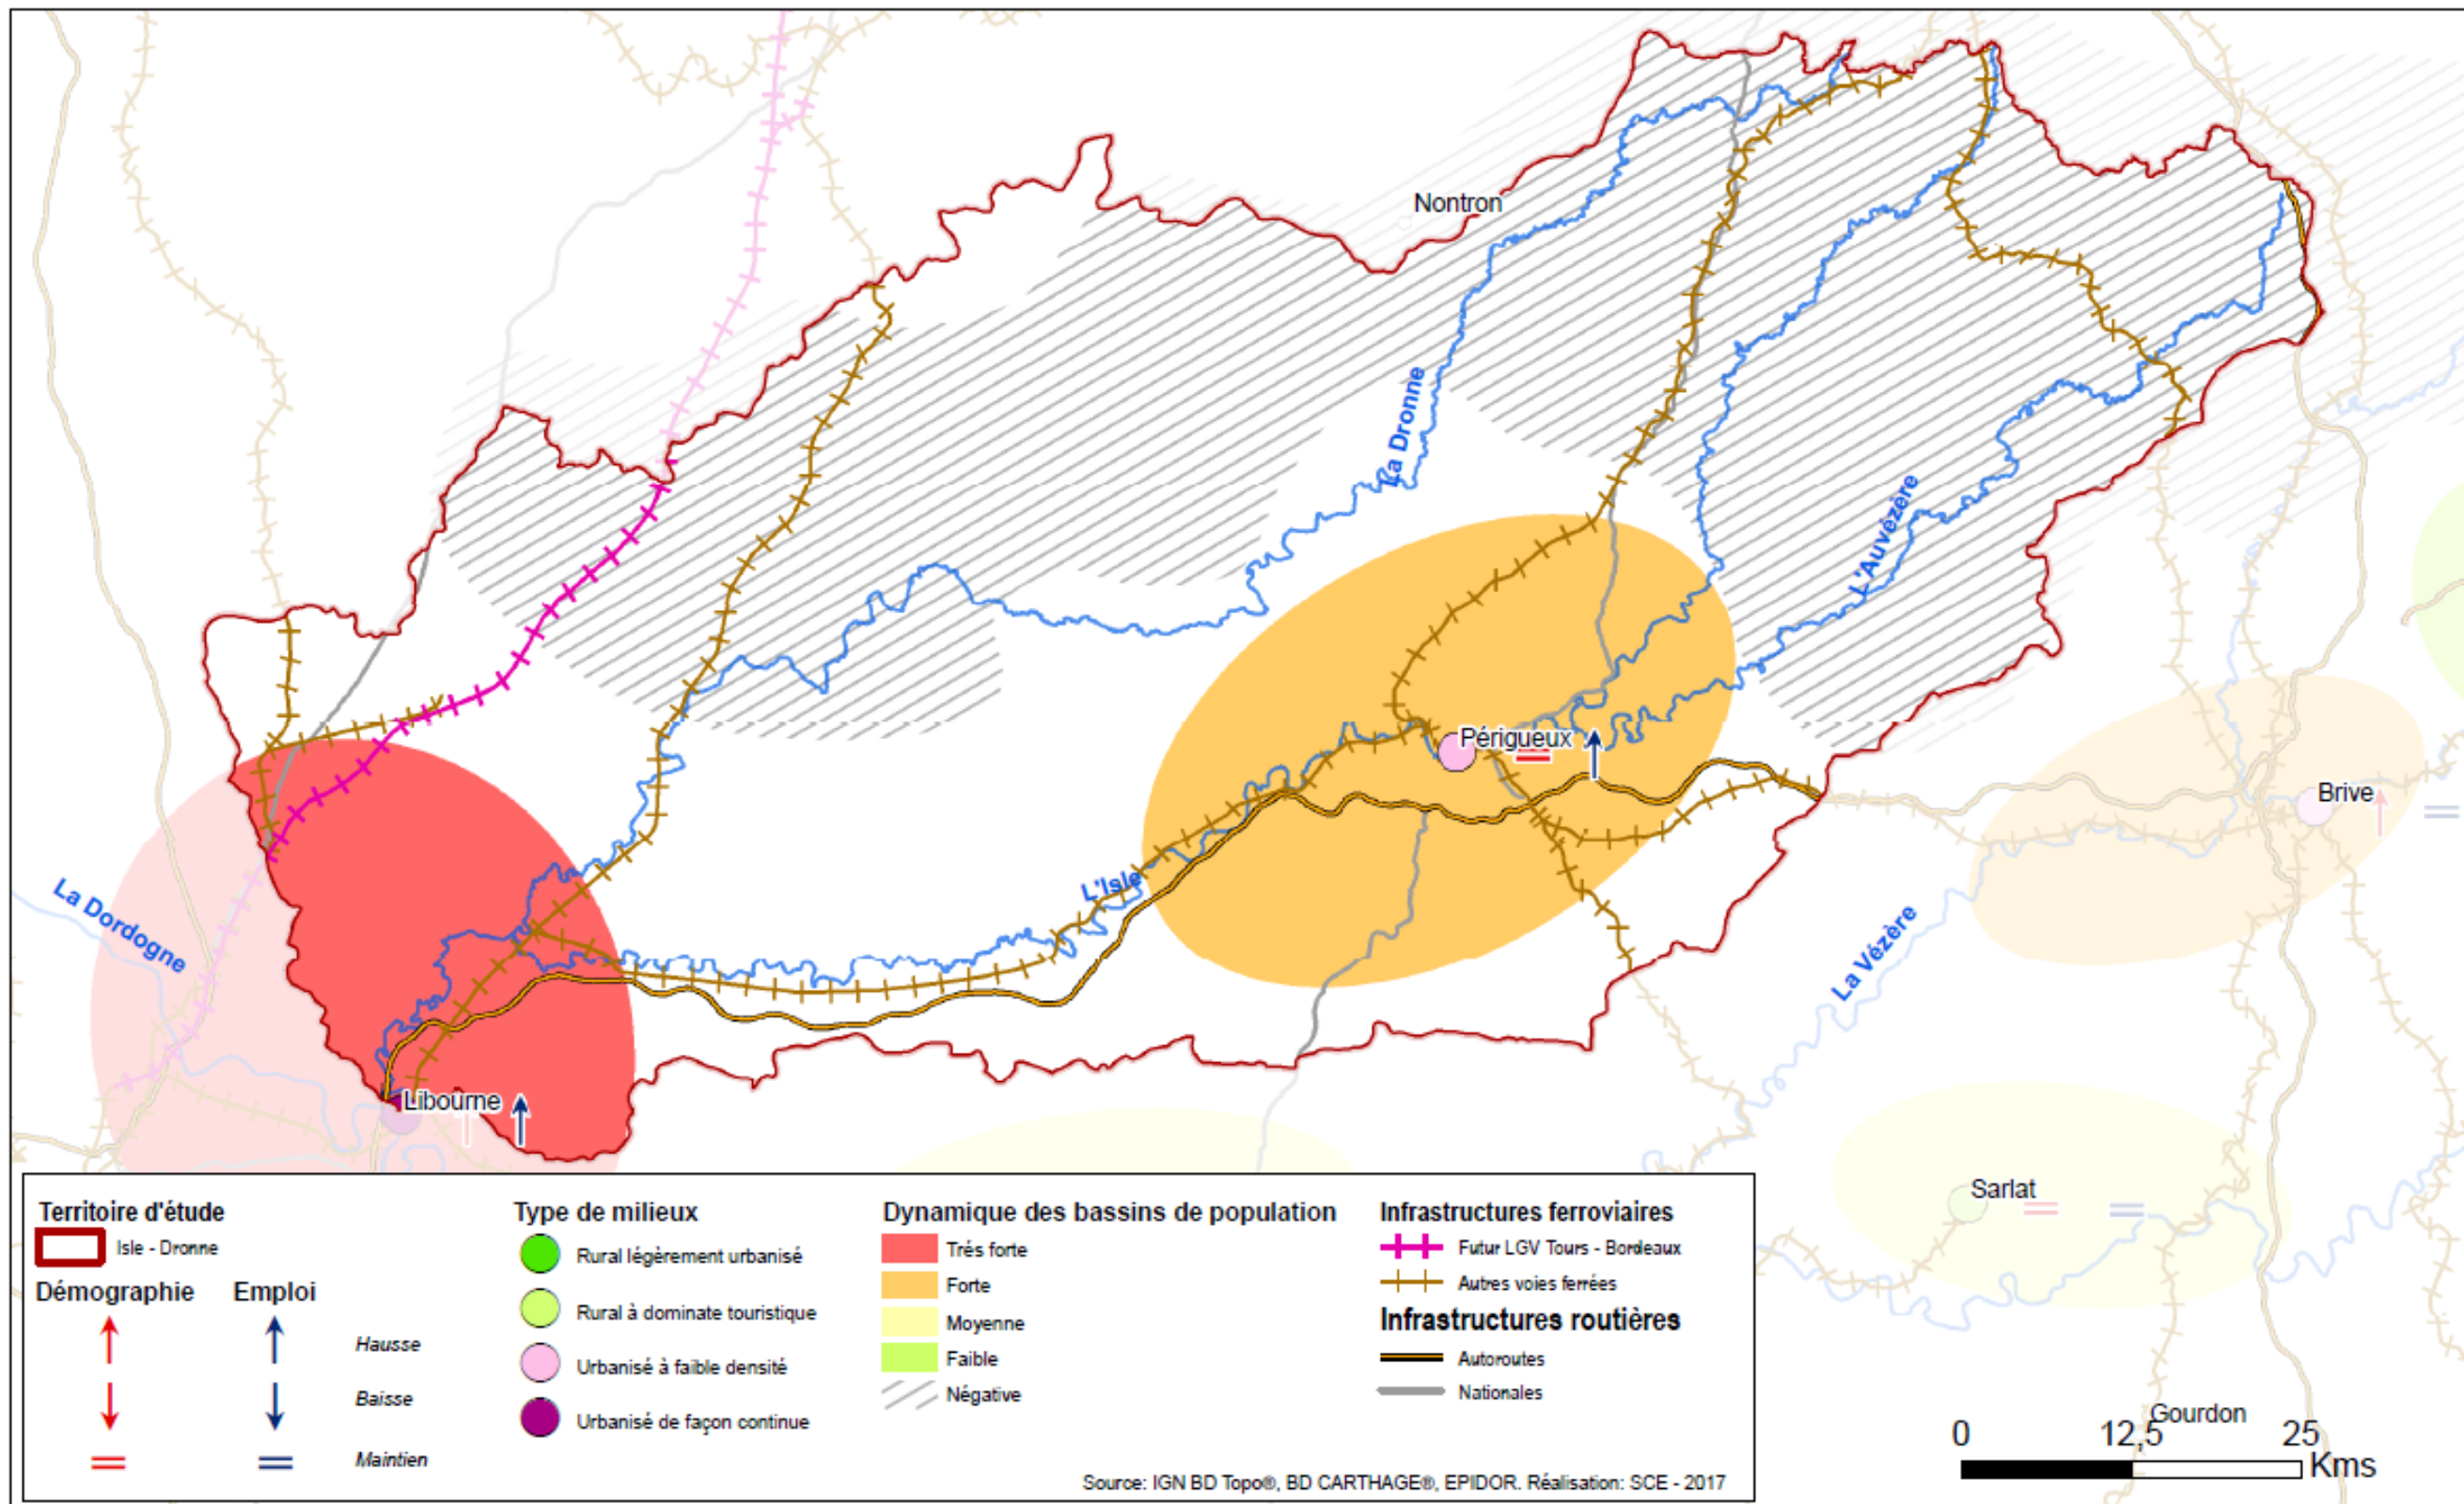 Nontron
La Dronne
L'Auvézère
Périgueux
Brive
L'Isle
La Dordogne
La Vézère
Libourne
Sarlat
Gourdon
0 12,5 25
Kms
Territoire d'étude
Isle - Dronne
Démographie Emploi
Hausse
Baisse
Maintien
Type de milieux
Rural légèrement urbanisé
Rural à dominate touristique
Urbanisé à faible densité
Urbanisé de façon continue
Dynamique des bassins de population
Trés forte
Forte
Moyenne
Faible
Négative
Infrastructures ferroviaires
Futur LGV Tours - Bordeaux
Autres voies ferrées
Infrastructures routières
Autoroutes
Nationales
Source: IGN BD Topo®, BD CARTHAGE®, EPIDOR. Réalisation: SCE - 2017